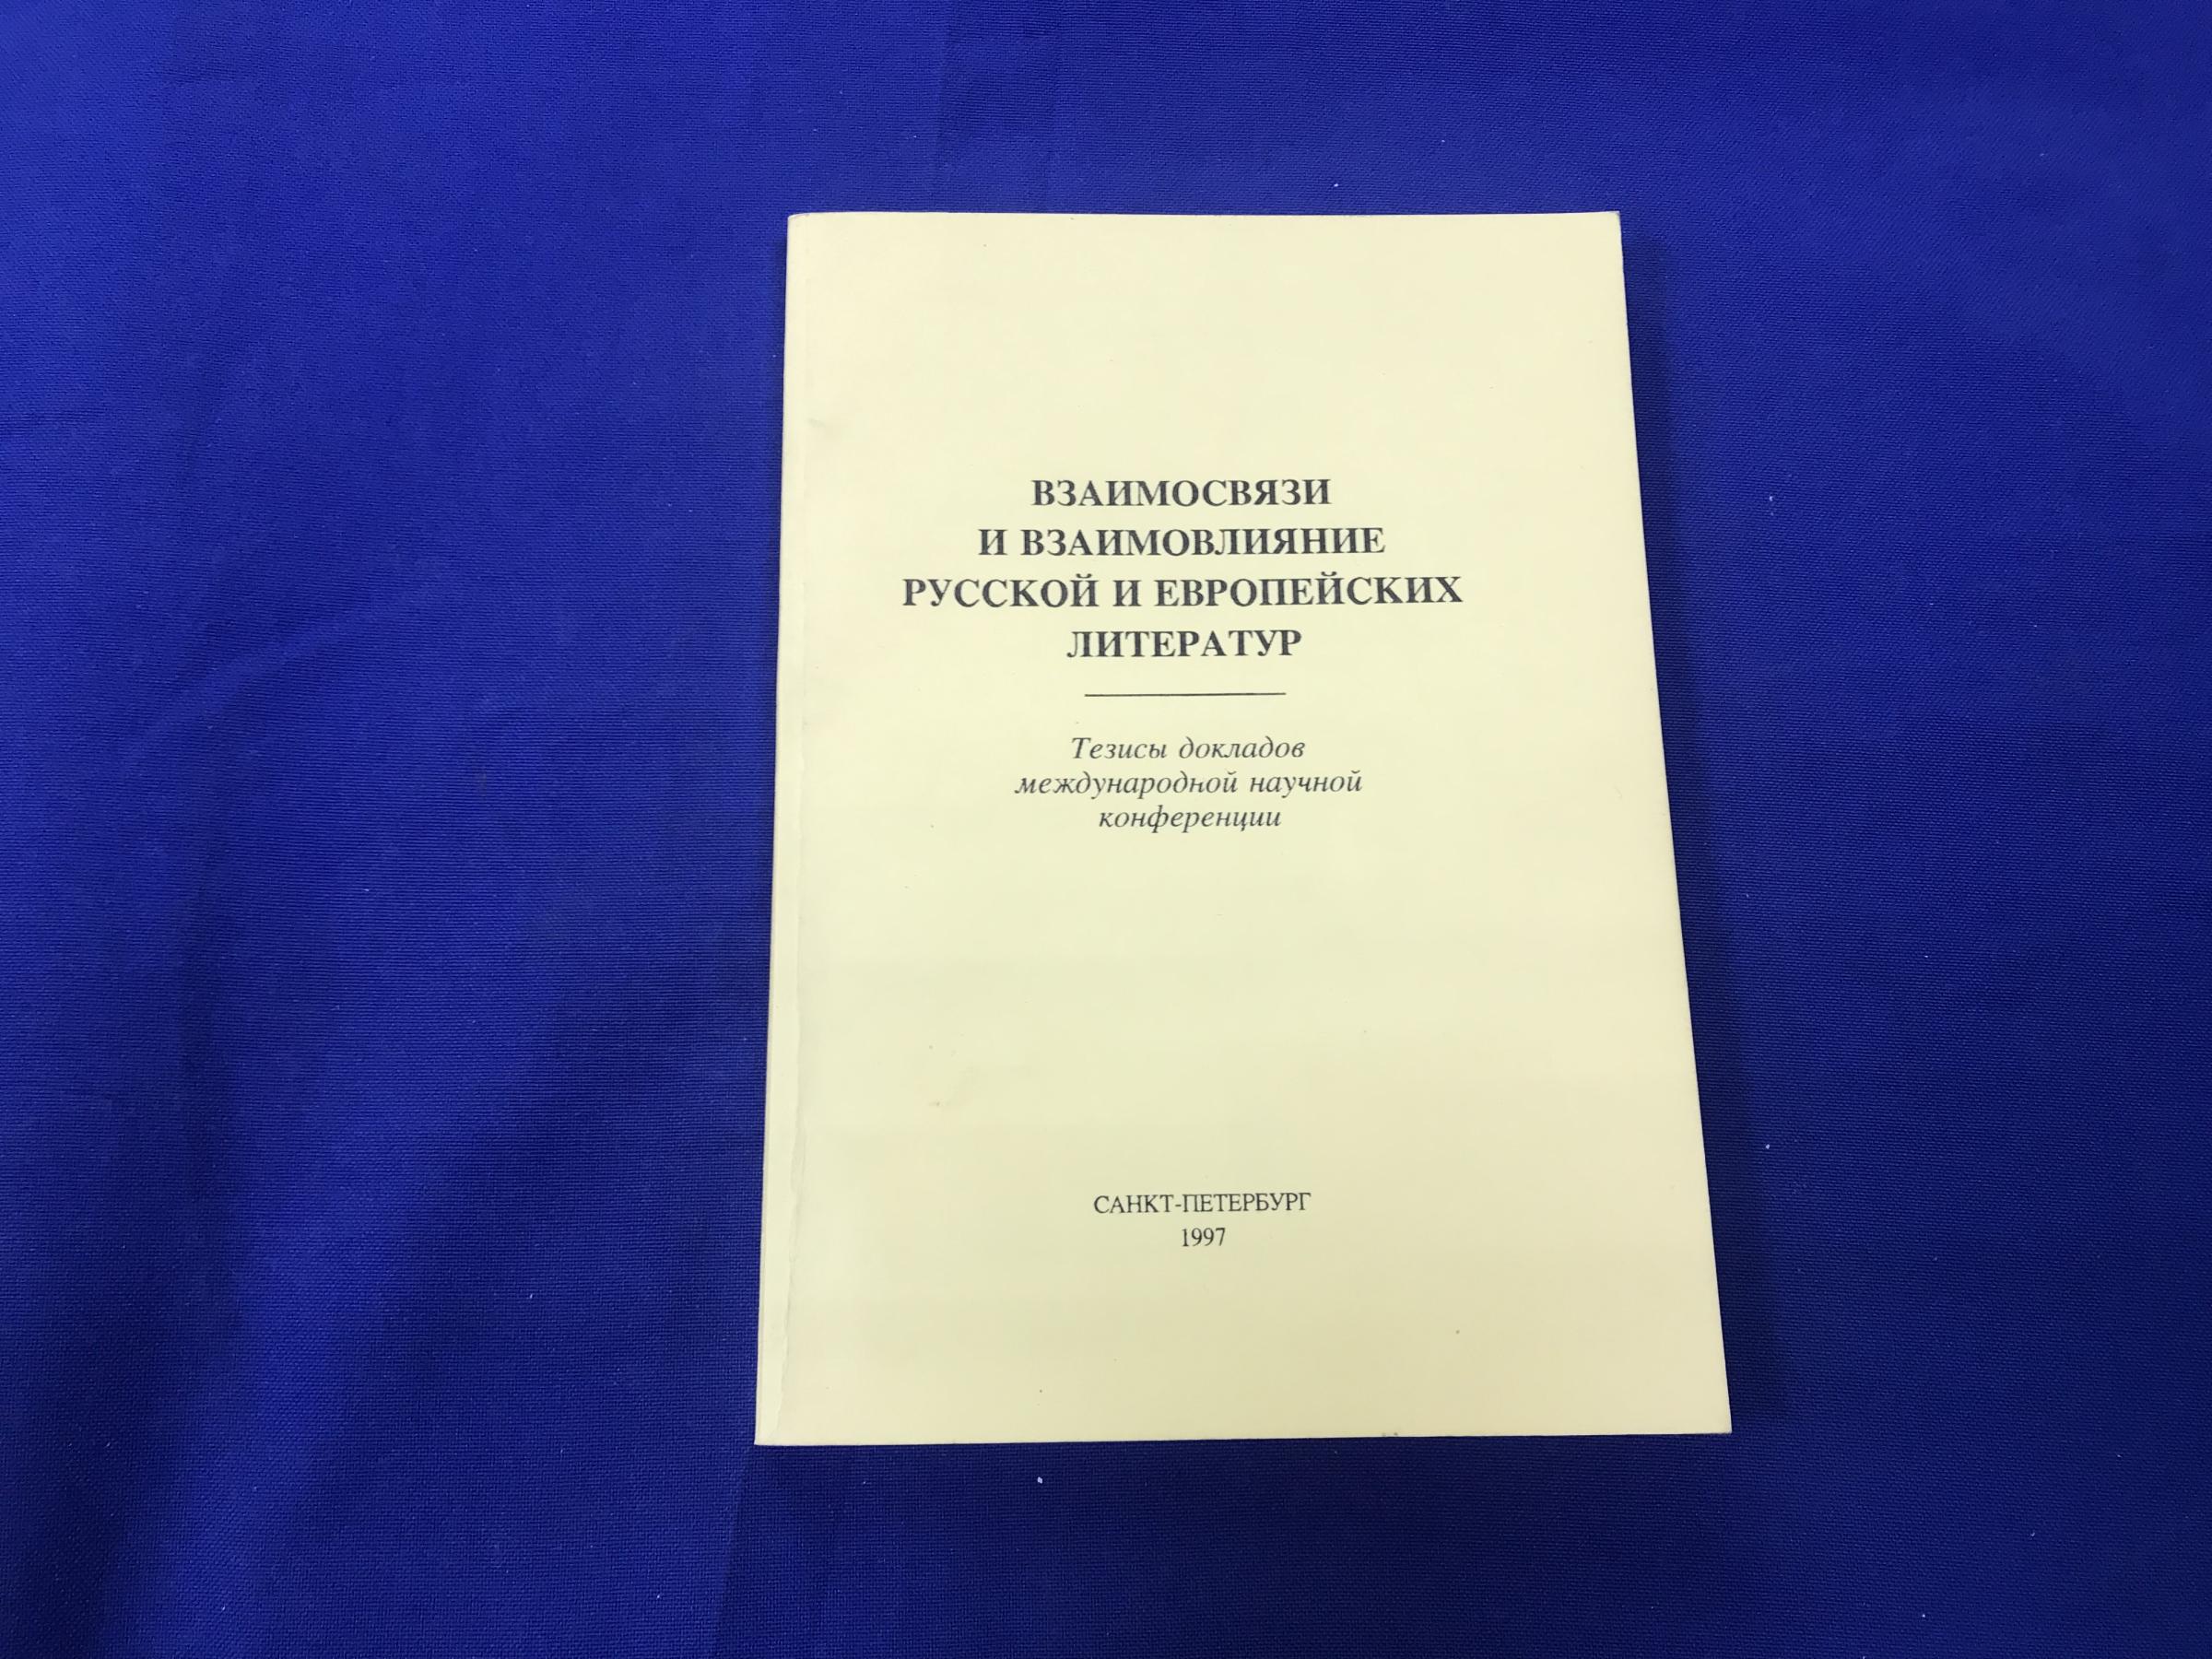 ВЗАИМОСВЯЗИ
И ВЗАИМОВЛИЯНИЕ
РУССКОЙ И ЕВРОПЕЙСКИХ
ЛИТЕРАТУР
Тезисы докладов
международной научной
конференции
САНКТ-ПЕТЕРБУРГ
1997